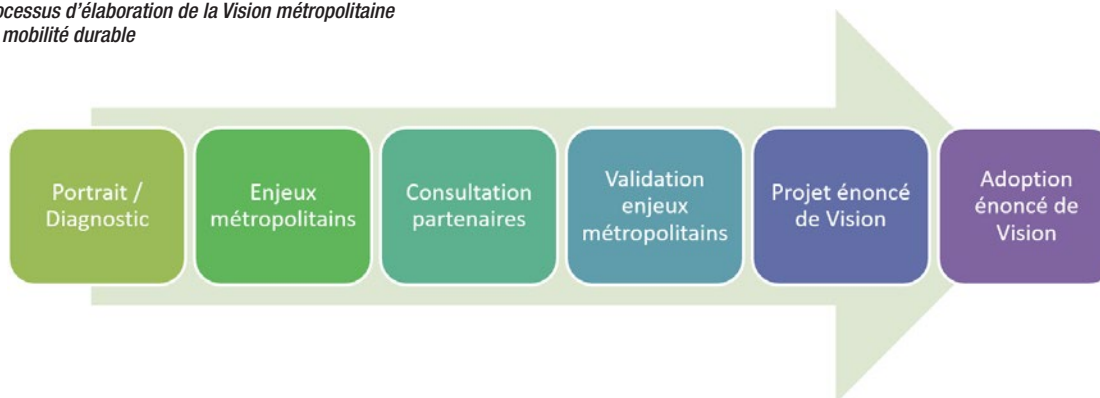 ocessus d'élaboration de la Vision métropolitaine
mobilité durable
Portrait /
Diagnostic
Enjeux
métropolitains
Consultation
partenaires
Validation
enjeux
métropolitains
Projet énoncé
de Vision
Adoption
énoncé de
Vision